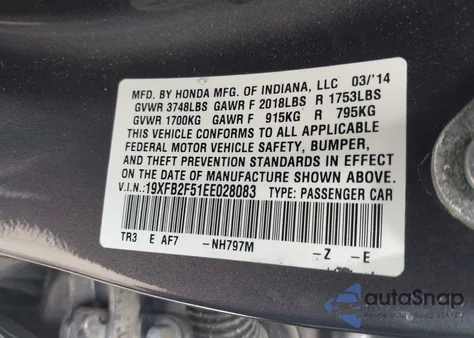 MFD. BY HONDA MFG. OF INDIANA, LLC 03/'14
GVWR 3748LBS GAWR F 2018LBS R 1753LBS
GVWR 1700KG GAWR F 915KG R 795KG
THIS VEHICLE CONFORMS TO ALL APPLICABLE
FEDERAL MOTOR VEHICLE SAFETY, BUMPER,
AND THEFT PREVENTION STANDARDS IN EFFECT
ON THE DATE OF MANUFACTURE SHOWN ABOVE.
V.I.N.:19XFB2F51EE028083 TYPE: PASSENGER CAR
TR3 E AF7 -NH797M -Z -E
autoSnap